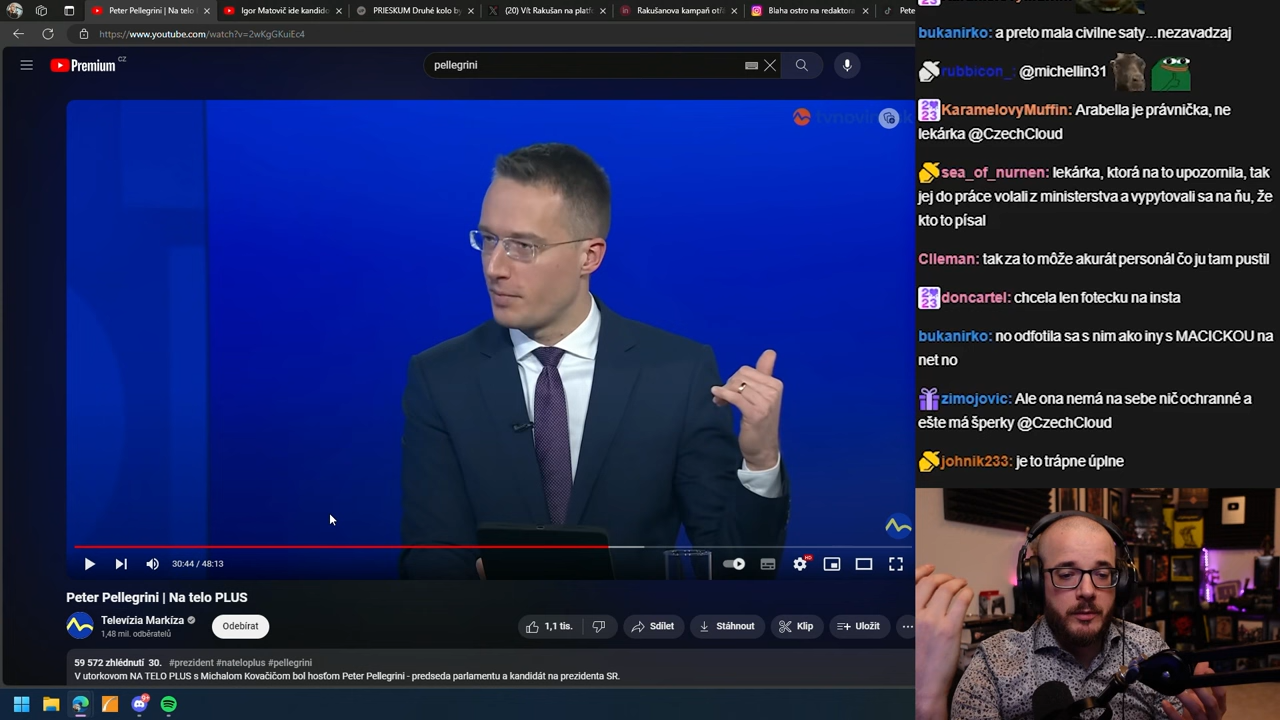 Peter Pellegrini | Na telo
Igor Matovič ide kandido
PRIESKUM Druhé kolo by
(20) Vít Rakušan na platf
Rakušanova kampaň otří
Blaha ostro na redaktora
Pete
https://www.youtube.com/watch?v=2wKgGKuiEc4
Premium CZ
pellegrini
30:44 / 48:13
HD
Peter Pellegrini | Na telo PLUS
Televízia Markíza
1,48 mil. odběratelů
Odebírat
1,1 tis.
Sdílet
Stáhnout
Klip
Uložit
59 572 zhlédnutí 30. #prezident #nateloplus #pellegrini
V utorkovom NA TELO PLUS s Michalom Kovačičom bol hosťom Peter Pellegrini - predseda parlamentu a kandidát na prezidenta SR.
bukanirko: a preto mala civilne saty...nezavadzaj
rubbicon_: @michellin31
KaramelovyMuffin: Arabella je právnička, ne
lekárka @CzechCloud
sea_of_nurnen: lekárka, ktorá na to upozornila, tak
jej do práce volali z ministerstva a vypytovali sa na ňu, že
kto to písal
Clleman: tak za to môže akurát personál čo ju tam pustil
doncartel: chcela len fotecku na insta
bukanirko: no odfotila sa s nim ako iny s MACICKOU na
net no
zimojovic: Ale ona nemá na sebe nič ochranné a
ešte má šperky @CzechCloud
johnik233: je to trápne úplne